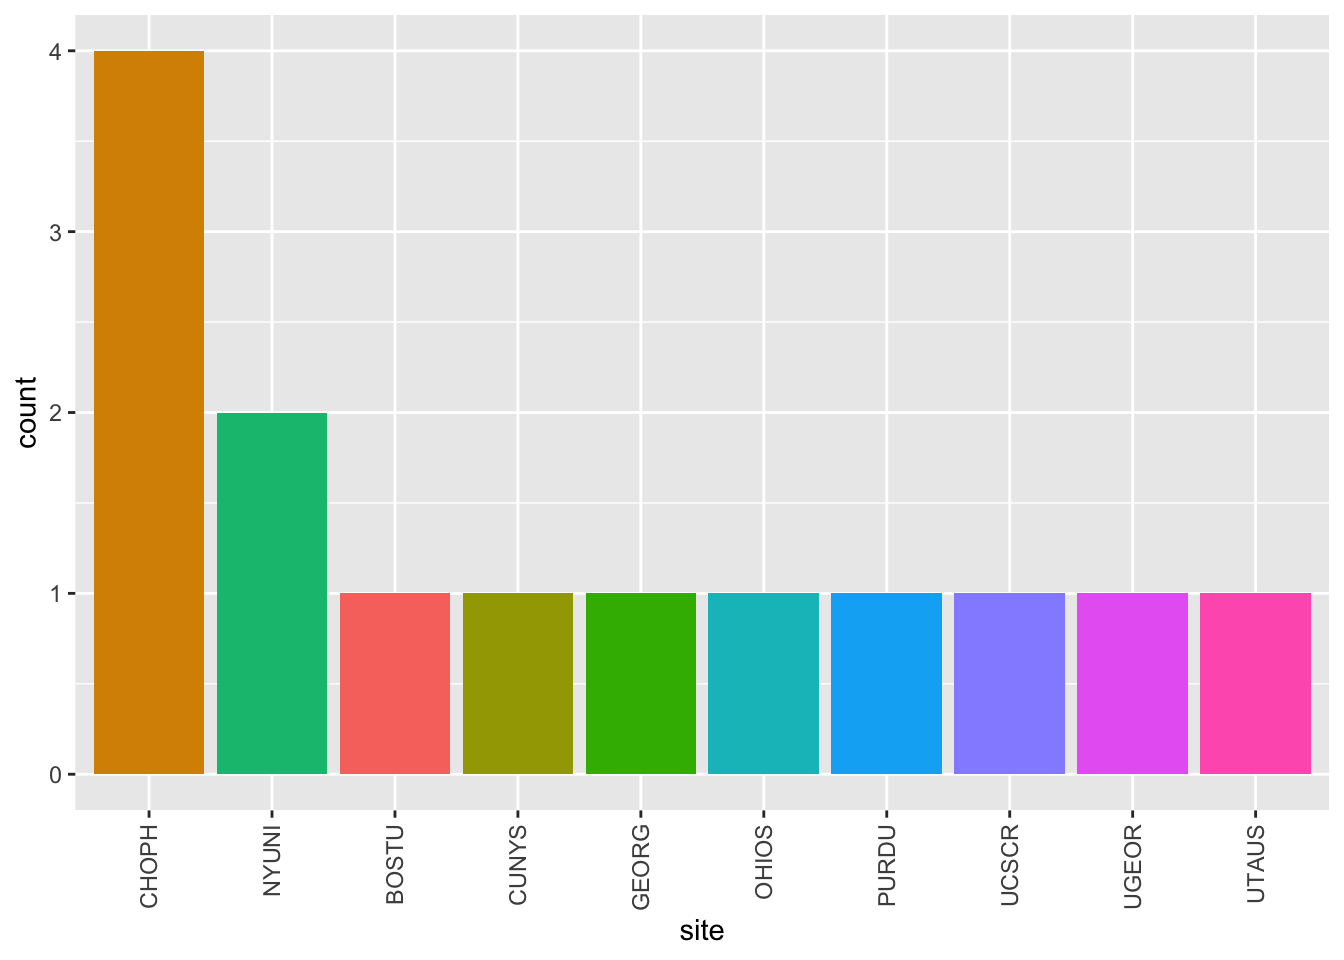 count
4
3
2
1
0
CHOPH
NYUNI
BOSTU
CUNYS
GEORG
OHIOS
PURDU
UCSCR
UGEOR
UTAUS
site